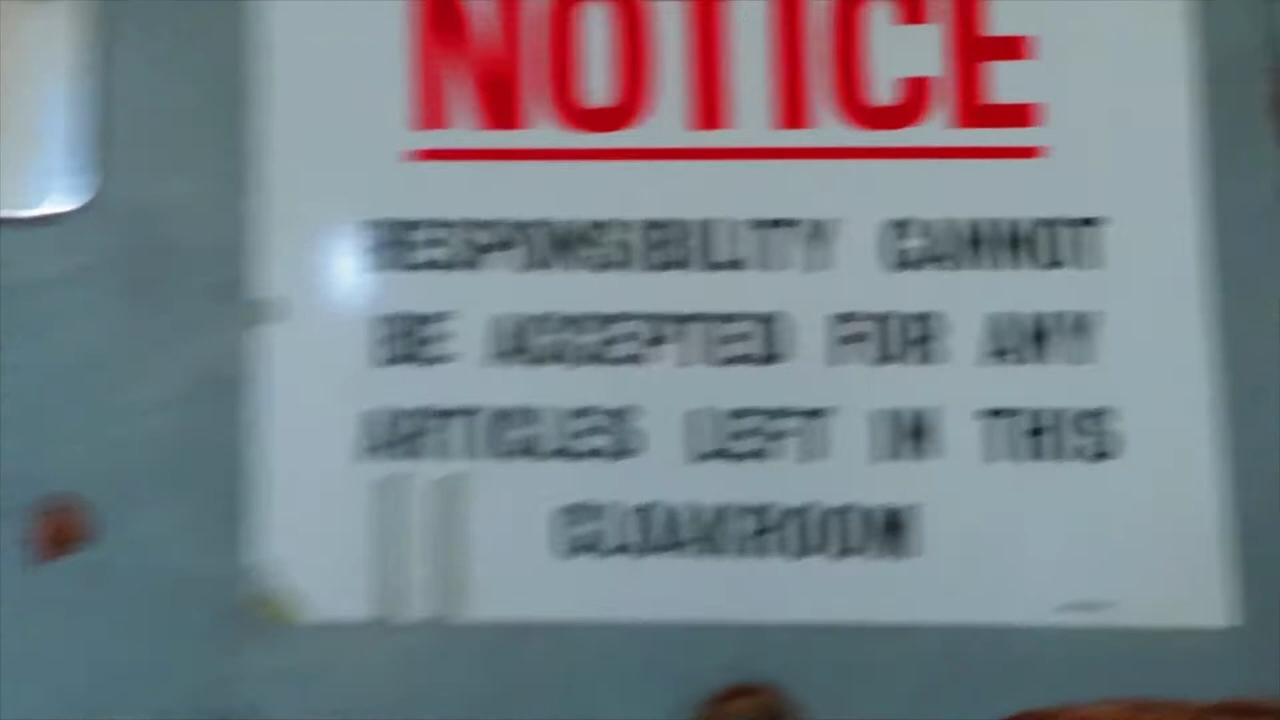 NOTICE
RESPONSIBILITY CANNOT
BE ACCEPTED FOR ANY
ARTICLES LEFT IN THIS
CLOAKROOM